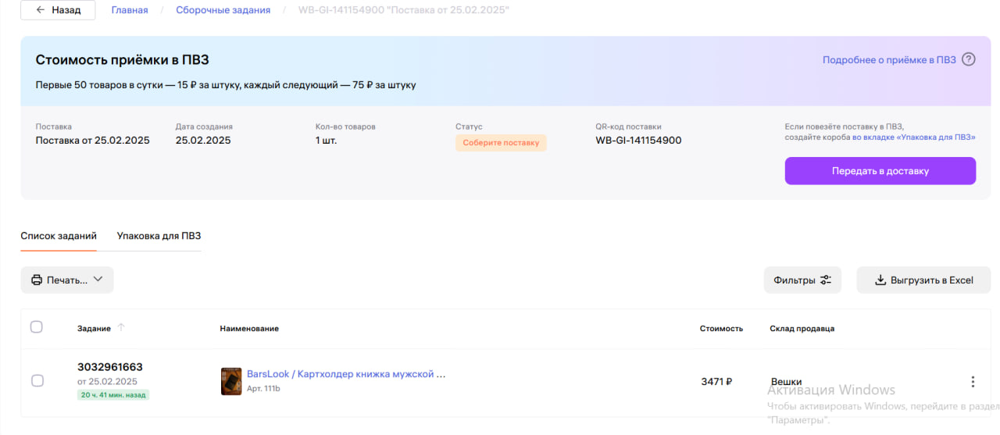 ← Назад Главная / Сборочные задания / WB-GI-141154900 "Поставка от 25.02.2025"
Стоимость приёмки в ПВЗ
Подробнее о приёмке в ПВЗ ?
Первые 50 товаров в сутки — 15 ₽ за штуку, каждый следующий — 75 ₽ за штуку
Поставка Дата создания Кол-во товаров Статус QR-код поставки
Поставка от 25.02.2025 25.02.2025 1 шт. Соберите поставку WB-GI-141154900
Если повезёте поставку в ПВЗ,
создайте короба во вкладке «Упаковка для ПВЗ»
Передать в доставку
Список заданий Упаковка для ПВЗ
Печать... Фильтры Выгрузить в Excel
Задание ↑ Наименование Стоимость Склад продавца
3032961663
от 25.02.2025
20 ч. 41 мин. назад
BarsLook / Картхолдер книжка мужской ...
Арт. 111b
3471 ₽
Вешки
Активация Windows
Чтобы активировать Windows, перейдите в раздел
"Параметры".